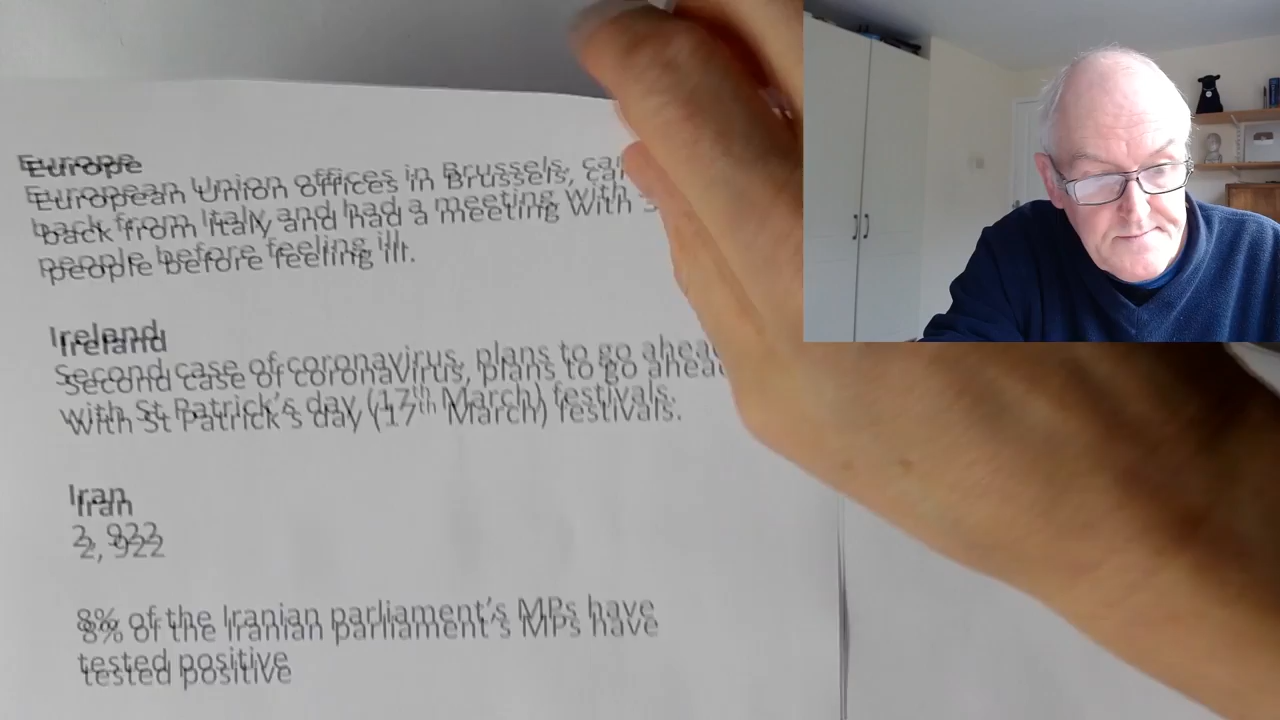 Europe
European Union offices in Brussels,
back from Italy and had a meeting with
people before feeling ill.
Ireland
Second case of coronavirus, plans to go ahead
with St Patrick's day (17th March) festivals.
Iran
2, 922
8% of the Iranian parliament's MPs have
tested positive